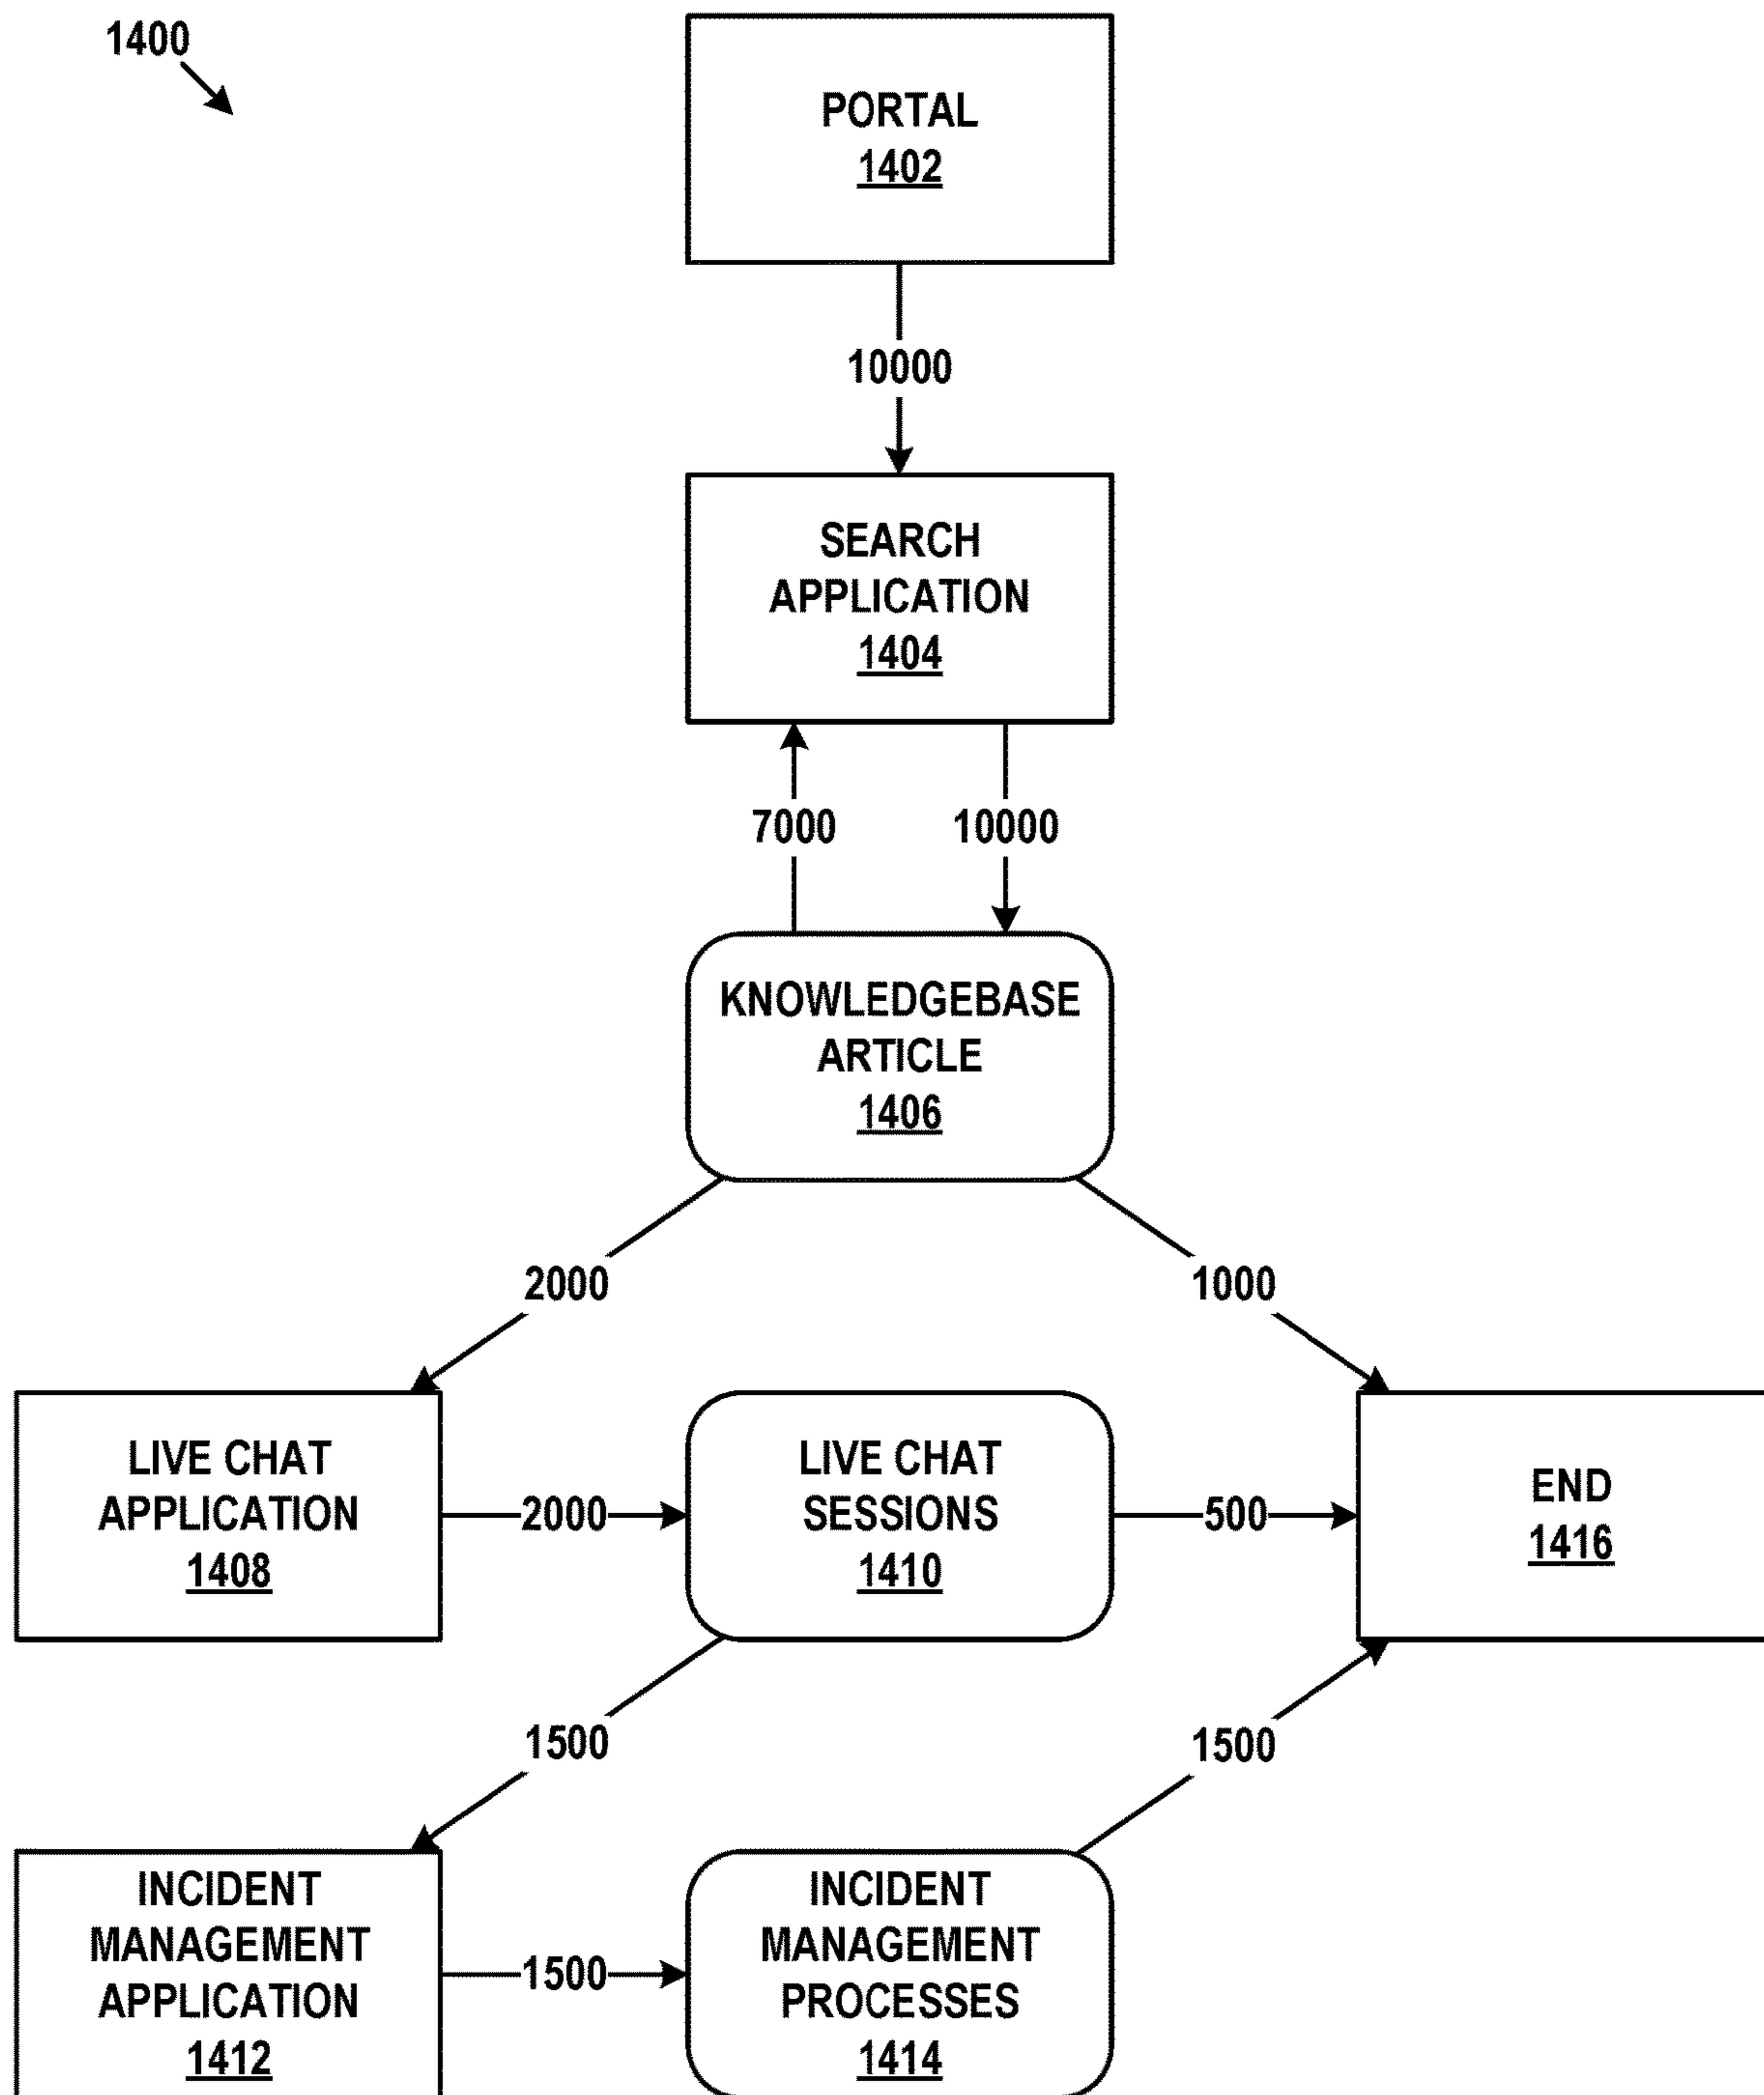 1400
PORTAL
1402
10000
SEARCH
APPLICATION
1404
7000
10000
KNOWLEDGEBASE
ARTICLE
1406
2000
1000
LIVE CHAT
APPLICATION
1408
2000
LIVE CHAT
SESSIONS
1410
500
END
1416
1500
1500
INCIDENT
MANAGEMENT
APPLICATION
1412
1500
INCIDENT
MANAGEMENT
PROCESSES
1414